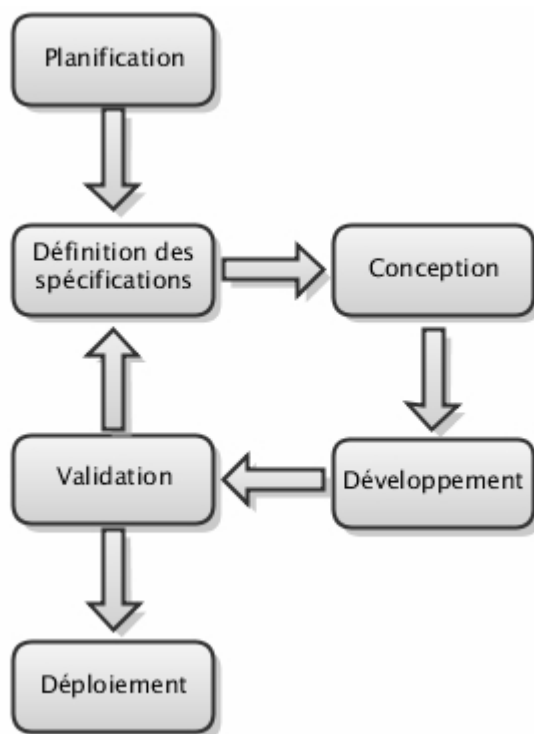 Planification
Définition des
spécifications
Conception
Développement
Validation
Déploiement